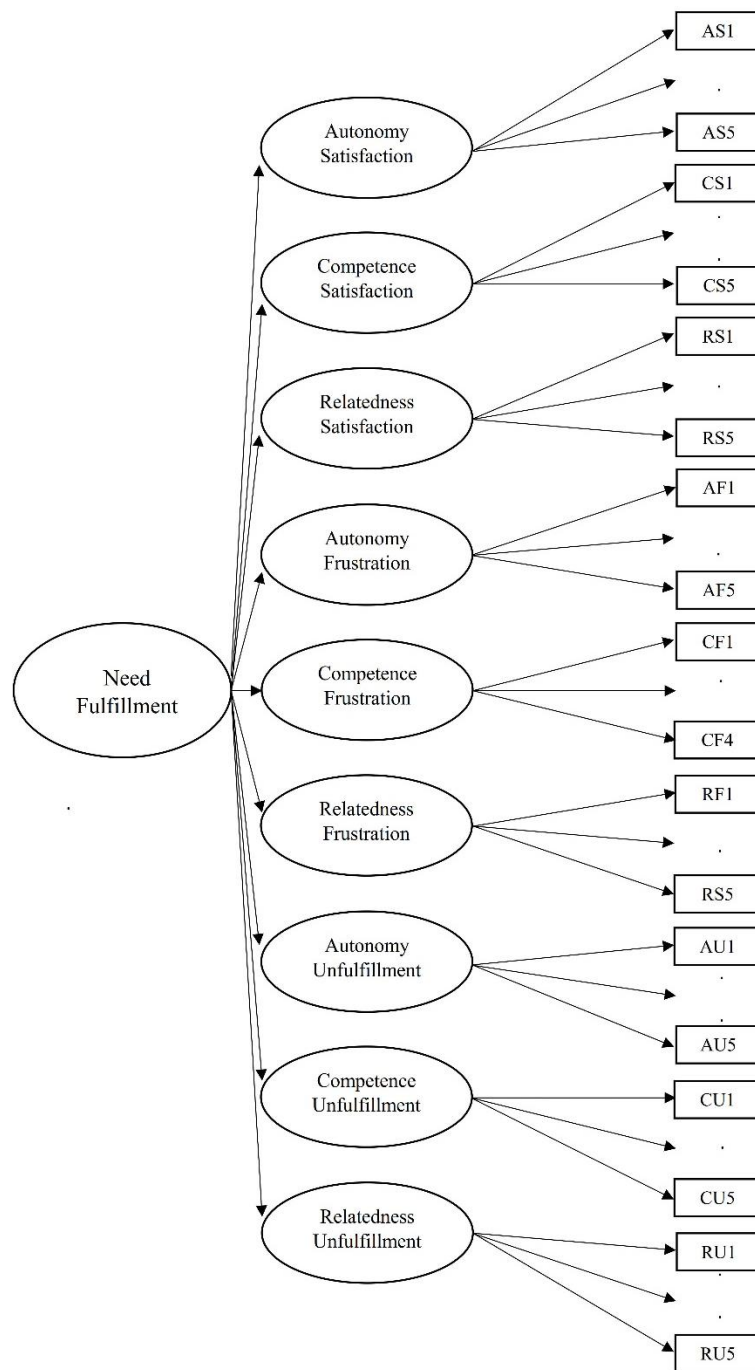 AS1
Autonomy
Satisfaction
AS5
CS1
Competence
Satisfaction
CS5
RS1
Relatedness
Satisfaction
RS5
AF1
Autonomy
Frustration
AF5
Need
Fulfillment
CF1
Competence
Frustration
CF4
RF1
Relatedness
Frustration
RS5
AU1
Autonomy
Unfulfillment
AU5
Competence
Unfulfillment
CU1
CU5
Relatedness
Unfulfillment
RU1
RU5